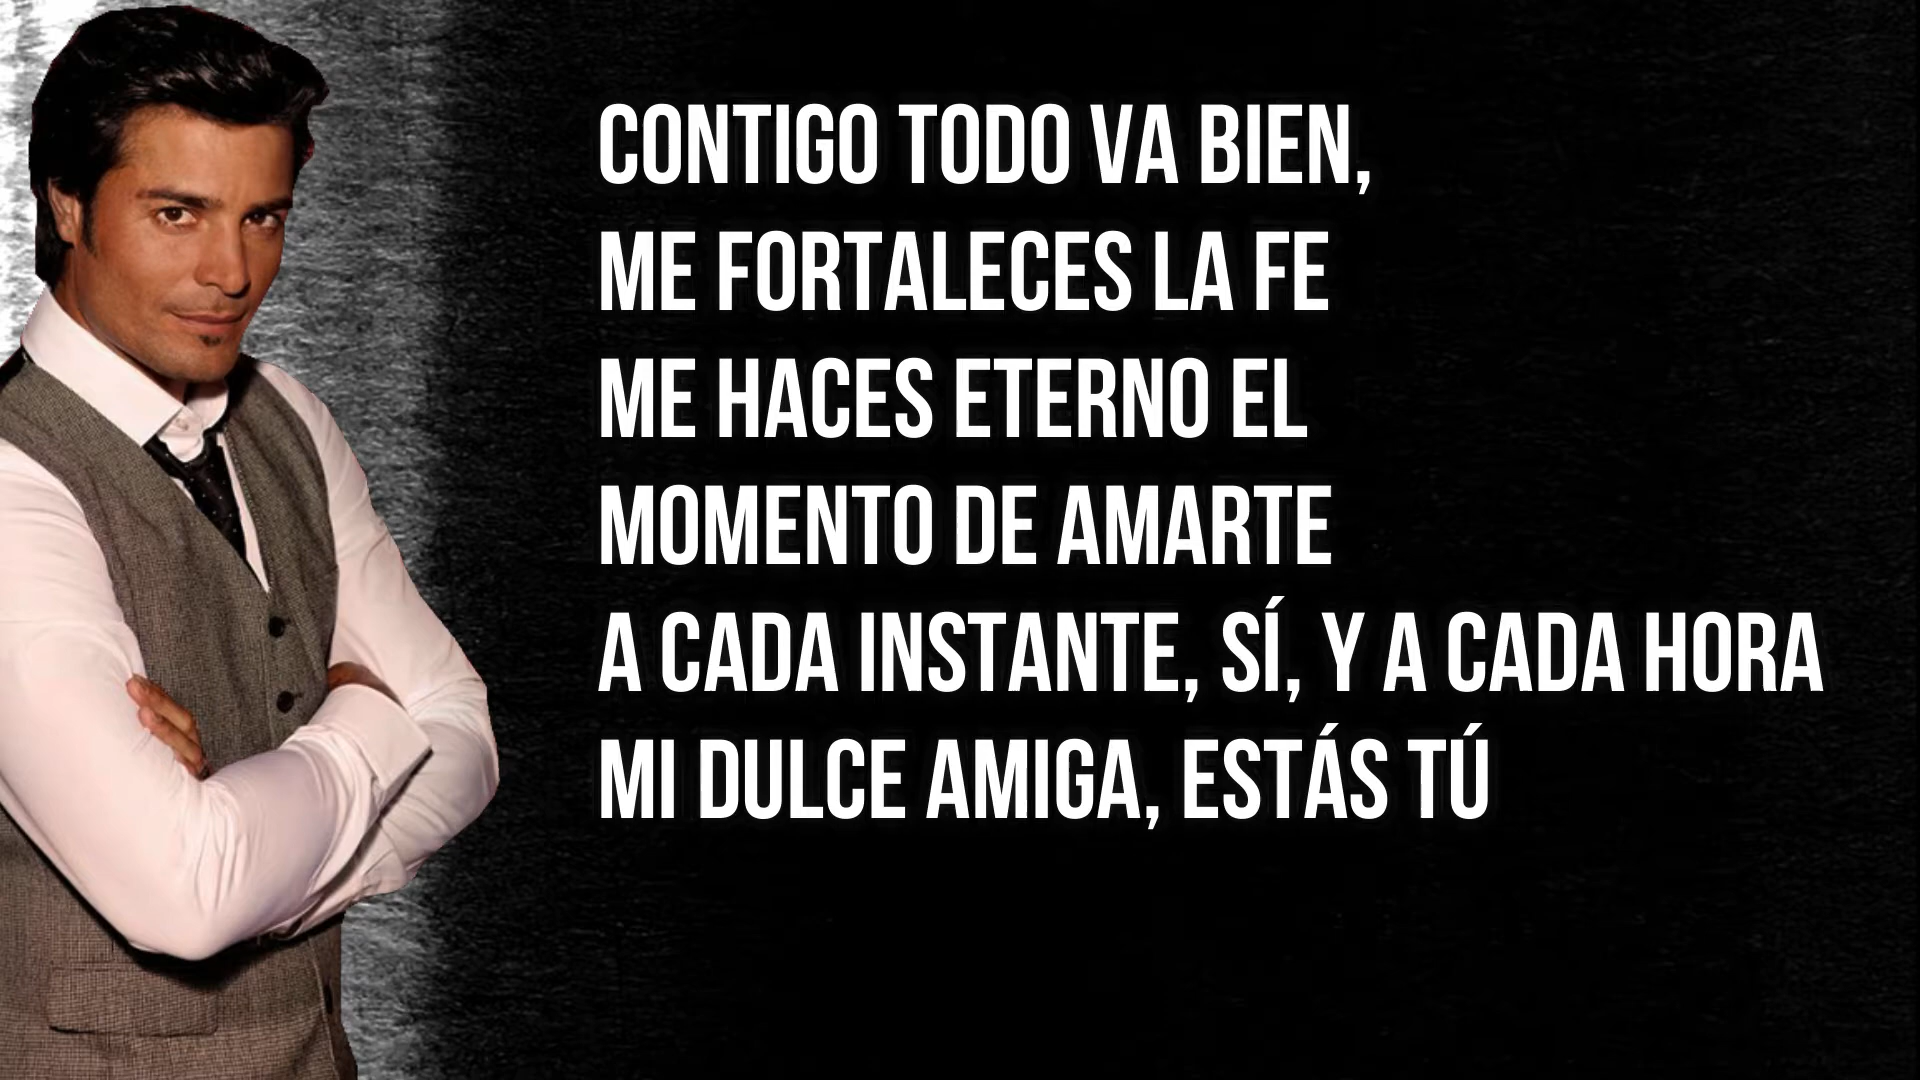 CONTIGO TODO VA BIEN,
ME FORTALECES LA FE
ME HACES ETERNO EL
MOMENTO DE AMARTE
A CADA INSTANTE, SÍ, Y A CADA HORA
MI DULCE AMIGA, ESTÁS TÚ